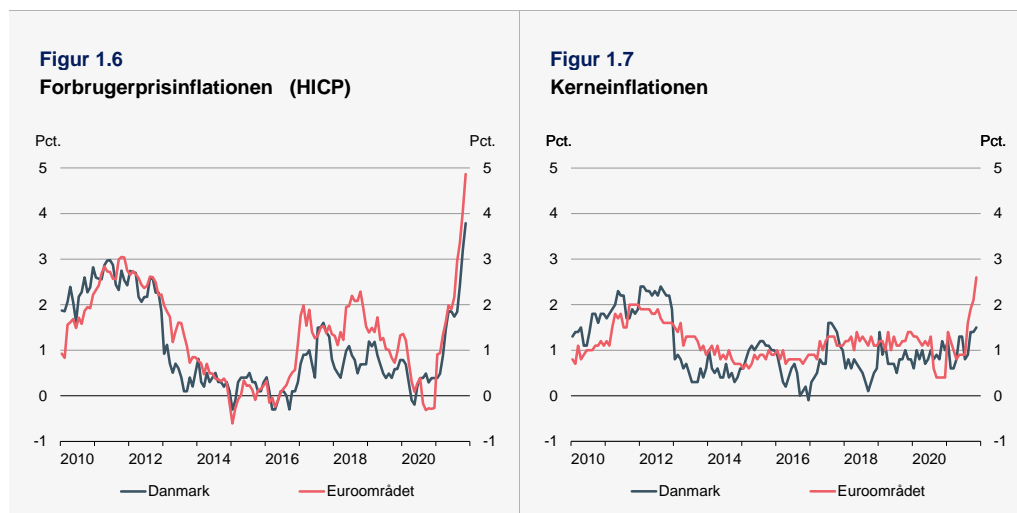 Figur 1.6
Forbrugerprisinflationen (HICP)
Pct.
Pct.
5
4
3
2
1
0
-1
5
4
3
2
1
0
-1
2010 2012 2014 2016 2018 2020
Danmark Euroområdet
Figur 1.7
Kerneinflationen
Pct.
Pct.
5
4
3
2
1
0
-1
5
4
3
2
1
0
-1
2010 2012 2014 2016 2018 2020
Danmark Euroområdet